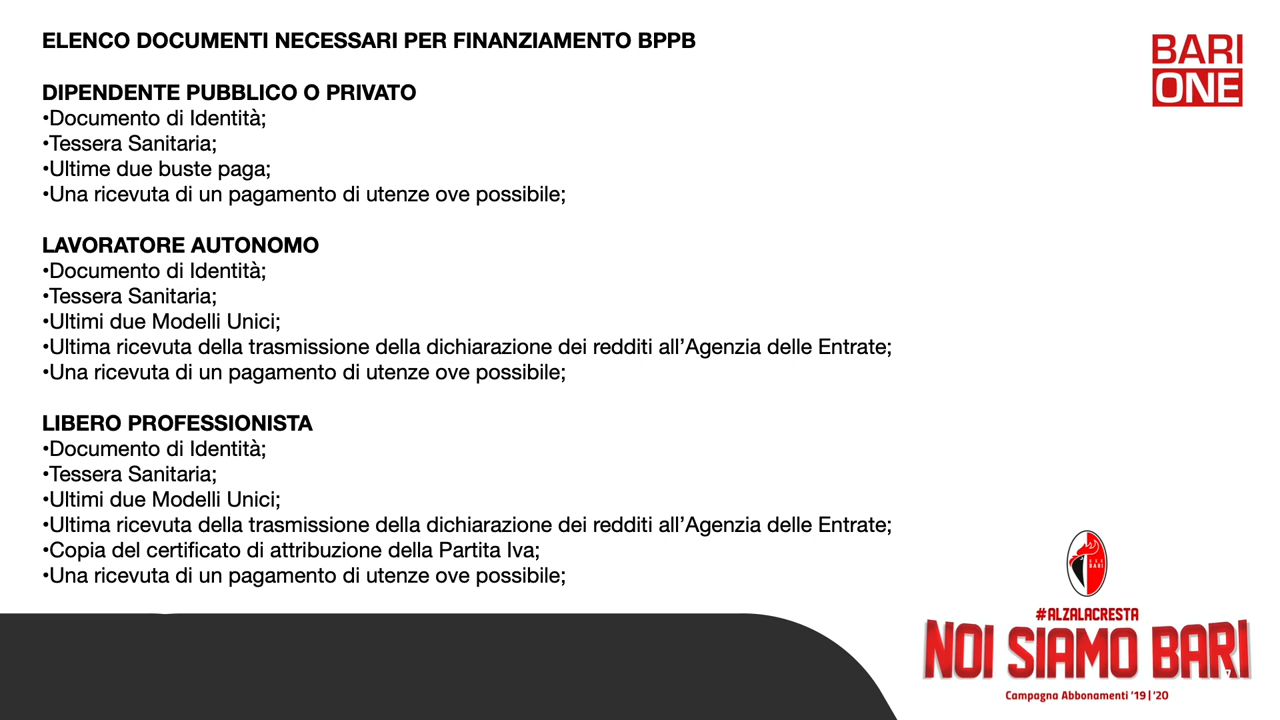 ELENCO DOCUMENTI NECESSARI PER FINANZIAMENTO BPPB
BARI
ONE
DIPENDENTE PUBBLICO O PRIVATO
•Documento di Identità;
•Tessera Sanitaria;
•Ultime due buste paga;
•Una ricevuta di un pagamento di utenze ove possibile;
LAVORATORE AUTONOMO
•Documento di Identità;
•Tessera Sanitaria;
•Ultimi due Modelli Unici;
•Ultima ricevuta della trasmissione della dichiarazione dei redditi all’Agenzia delle Entrate;
•Una ricevuta di un pagamento di utenze ove possibile;
LIBERO PROFESSIONISTA
•Documento di Identità;
•Tessera Sanitaria;
•Ultimi due Modelli Unici;
•Ultima ricevuta della trasmissione della dichiarazione dei redditi all’Agenzia delle Entrate;
•Copia del certificato di attribuzione della Partita Iva;
•Una ricevuta di un pagamento di utenze ove possibile;
SSC
BARI
#ALZALACRESTA
NOI SIAMO BARI
7
Campagna Abbonamenti '19|'20